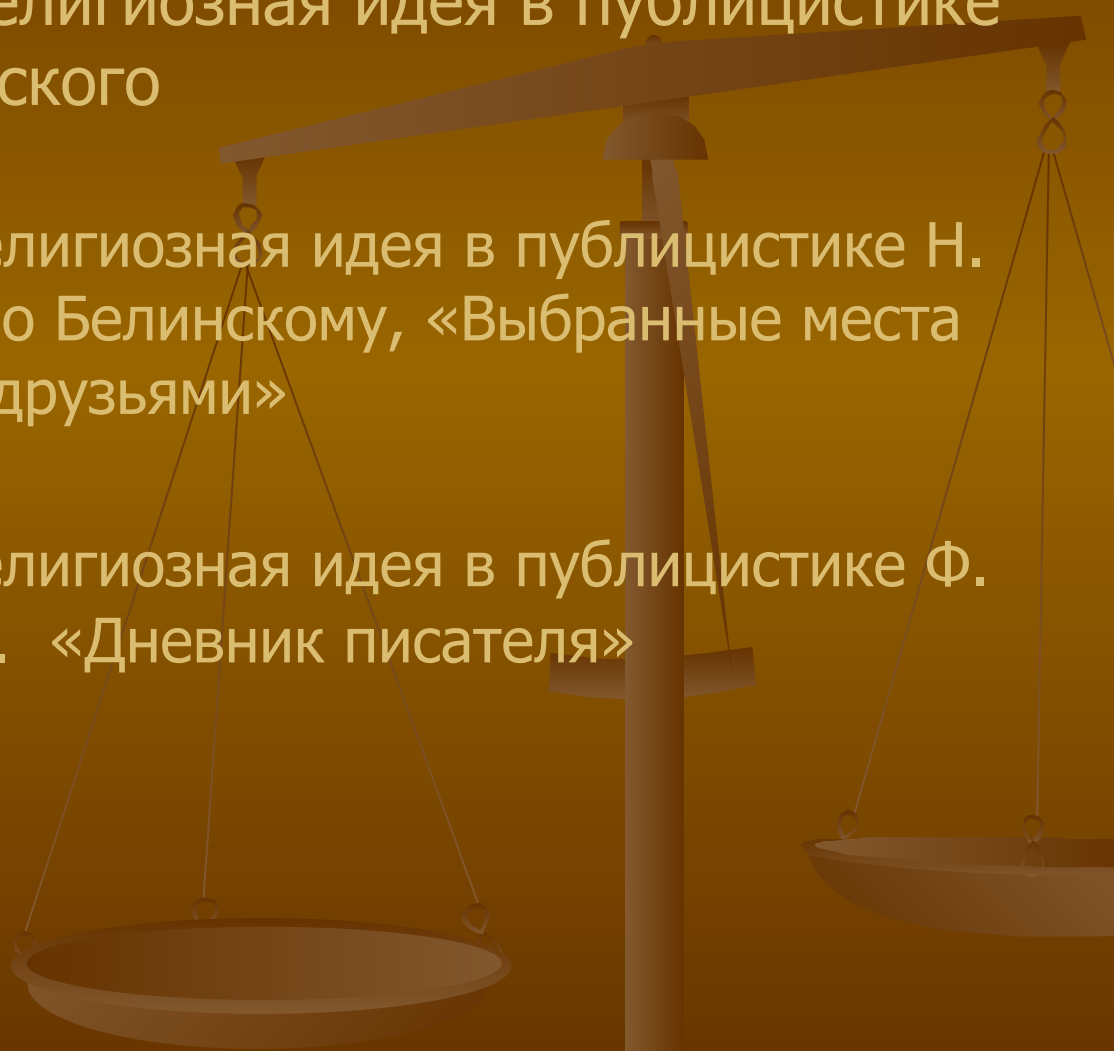 елигиозная идея в публицистике
ского
елигиозная идея в публицистике Н.
о Белинскому, «Выбранные места
друзьями»
елигиозная идея в публицистике Ф.
. «Дневник писателя»